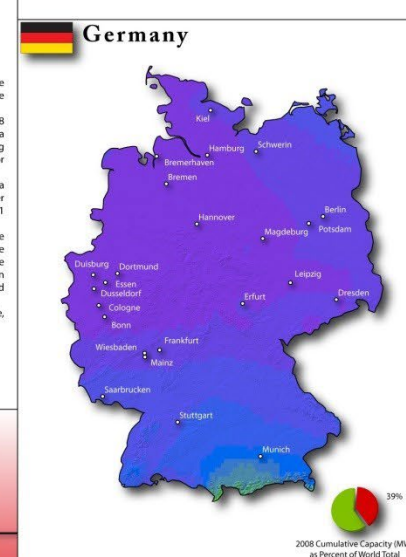 Germany
Kiel
Hamburg
Schwerin
Bremerhaven
Bremen
Berlin
Hannover
Magdeburg
Potsdam
Duisburg
Dortmund
Essen
Leipzig
Dusseldorf
Erfurt
Dresden
Cologne
Bonn
Frankfurt
Wiesbaden
Mainz
Saarbrucken
Stuttgart
Munich
39%
2008 Cumulative Capacity (MW
as Percent of World Total